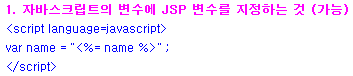 1. 자바스크립트의 변수에 JSP 변수를 지정하는 것 (가능)
<script language=javascript>
var name = "<%= name %>" ;
</script>